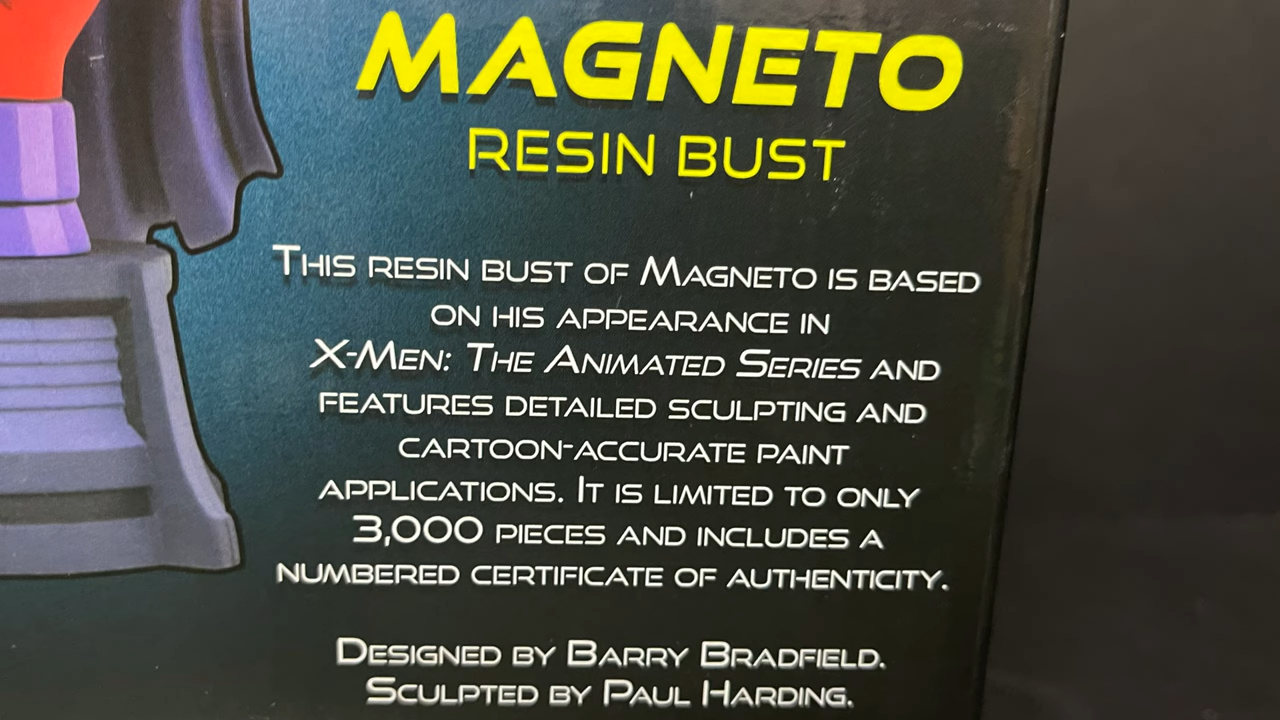 MAGNETO
RESIN BUST
THIS RESIN BUST OF MAGNETO IS BASED
ON HIS APPEARANCE IN
X-MEN: THE ANIMATED SERIES AND
FEATURES DETAILED SCULPTING AND
CARTOON-ACCURATE PAINT
APPLICATIONS. IT IS LIMITED TO ONLY
3,000 PIECES AND INCLUDES A
NUMBERED CERTIFICATE OF AUTHENTICITY.
DESIGNED BY BARRY BRADFIELD.
SCULPTED BY PAUL HARDING.